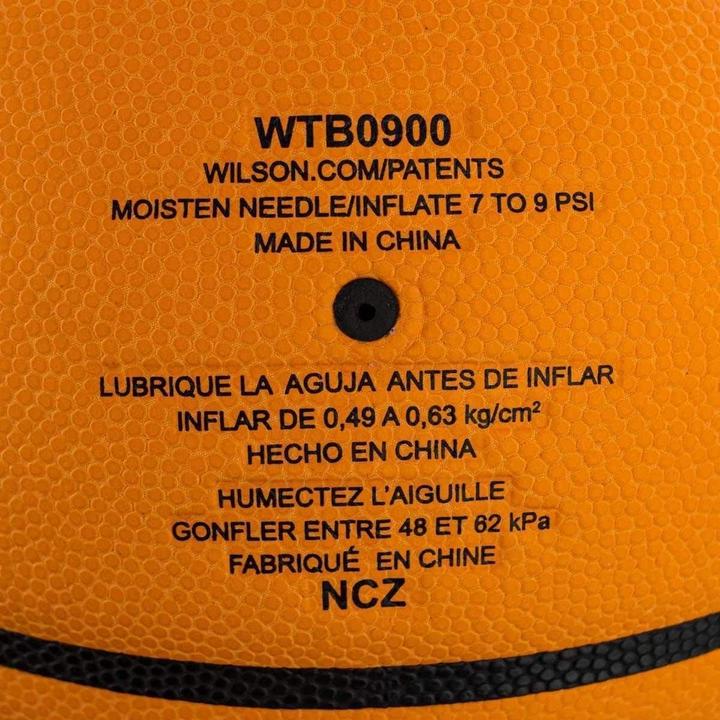 WTB0900
WILSON.COM/PATENTS
MOISTEN NEEDLE/INFLATE 7 TO 9 PSI
MADE IN CHINA
LUBRIQUE LA AGUJA ANTES DE INFLAR
INFLAR DE 0,49 A 0,63 kg/cm²
HECHO EN CHINA
HUMECTEZ L'AIGUILLE
GONFLER ENTRE 48 ET 62 kPa
FABRIQUÉ EN CHINE
NCZ